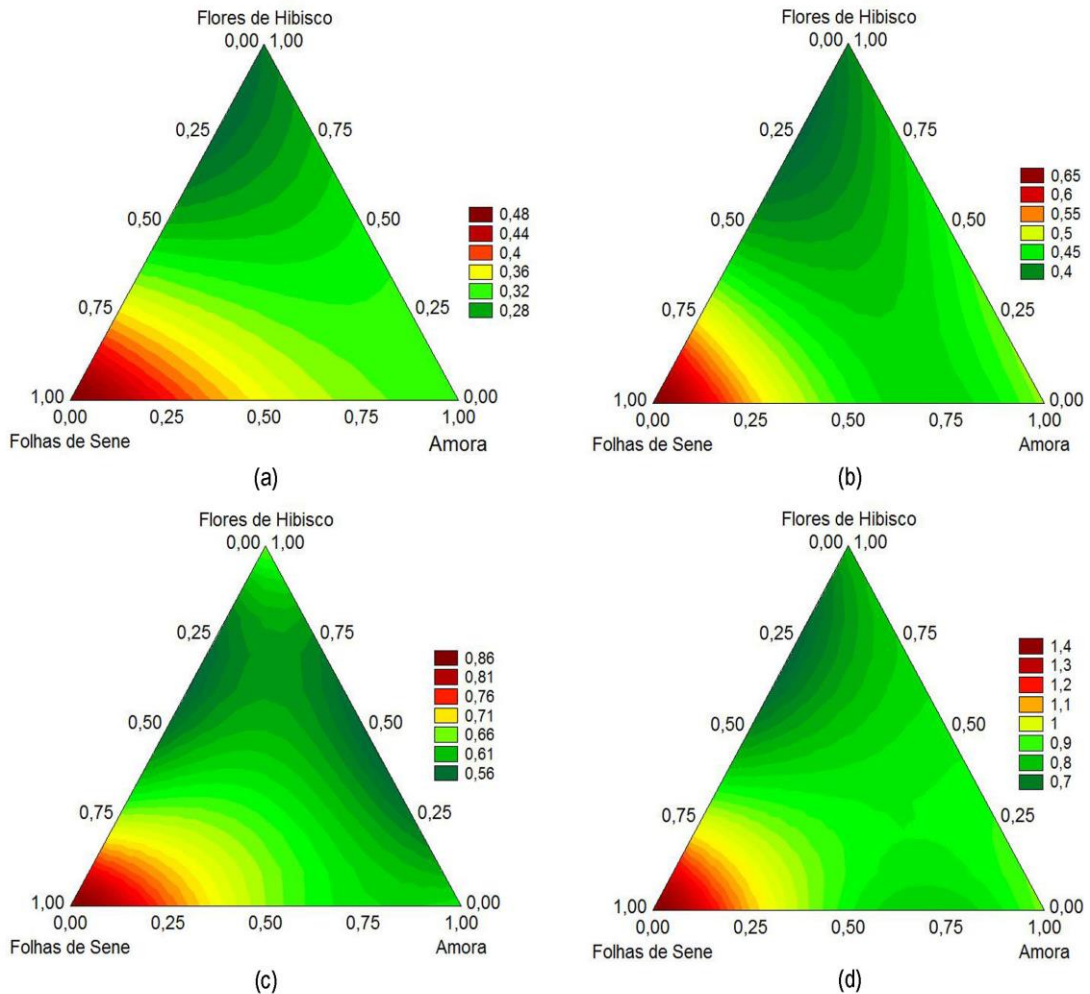 Flores de Hibisco
0,00 1,00
0,25 0,75
0,50 0,50
0,75 0,25
1,00 0,00
0,00 0,25 0,50 0,75 1,00
Folhas de Sene Amora
0,48
0,44
0,4
0,36
0,32
0,28
(a)
Flores de Hibisco
0,00 1,00
0,25 0,75
0,50 0,50
0,75 0,25
1,00 0,00
0,00 0,25 0,50 0,75 1,00
Folhas de Sene Amora
0,65
0,6
0,55
0,5
0,45
0,4
(b)
Flores de Hibisco
0,00 1,00
0,25 0,75
0,50 0,50
0,75 0,25
1,00 0,00
0,00 0,25 0,50 0,75 1,00
Folhas de Sene Amora
0,86
0,81
0,76
0,71
0,66
0,61
0,56
(c)
Flores de Hibisco
0,00 1,00
0,25 0,75
0,50 0,50
0,75 0,25
1,00 0,00
0,00 0,25 0,50 0,75 1,00
Folhas de Sene Amora
1,4
1,3
1,2
1,1
1
0,9
0,8
0,7
(d)